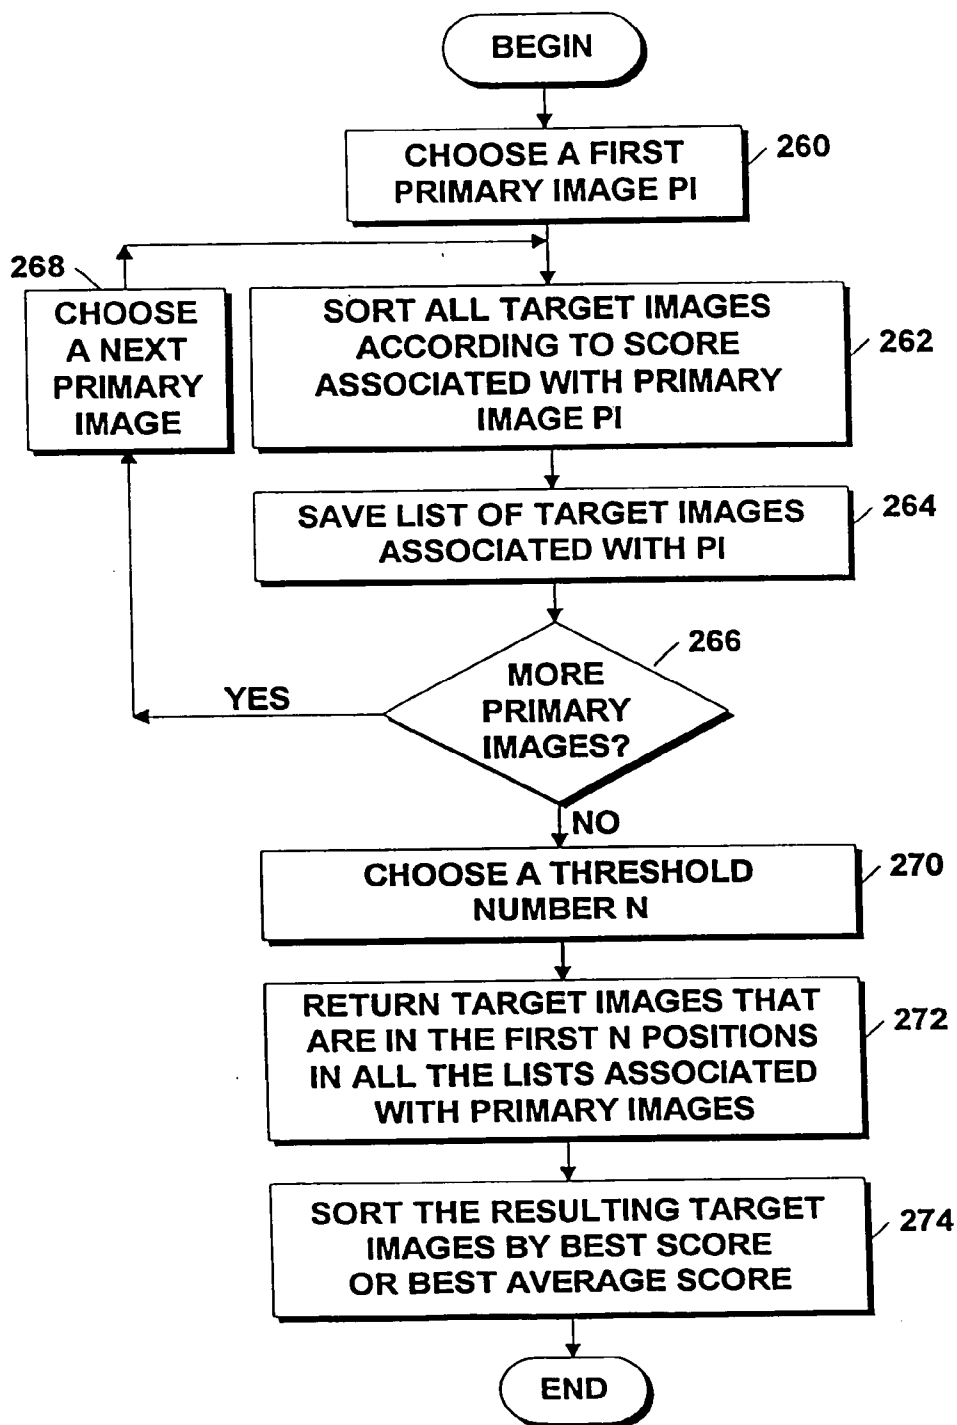 BEGIN
CHOOSE A FIRST
PRIMARY IMAGE PI
260
268
CHOOSE
A NEXT
PRIMARY
IMAGE
SORT ALL TARGET IMAGES
ACCORDING TO SCORE
ASSOCIATED WITH PRIMARY
IMAGE PI
262
SAVE LIST OF TARGET IMAGES
ASSOCIATED WITH PI
264
266
MORE
PRIMARY
IMAGES?
YES
NO
CHOOSE A THRESHOLD
NUMBER N
270
RETURN TARGET IMAGES THAT
ARE IN THE FIRST N POSITIONS
IN ALL THE LISTS ASSOCIATED
WITH PRIMARY IMAGES
272
SORT THE RESULTING TARGET
IMAGES BY BEST SCORE
OR BEST AVERAGE SCORE
274
END